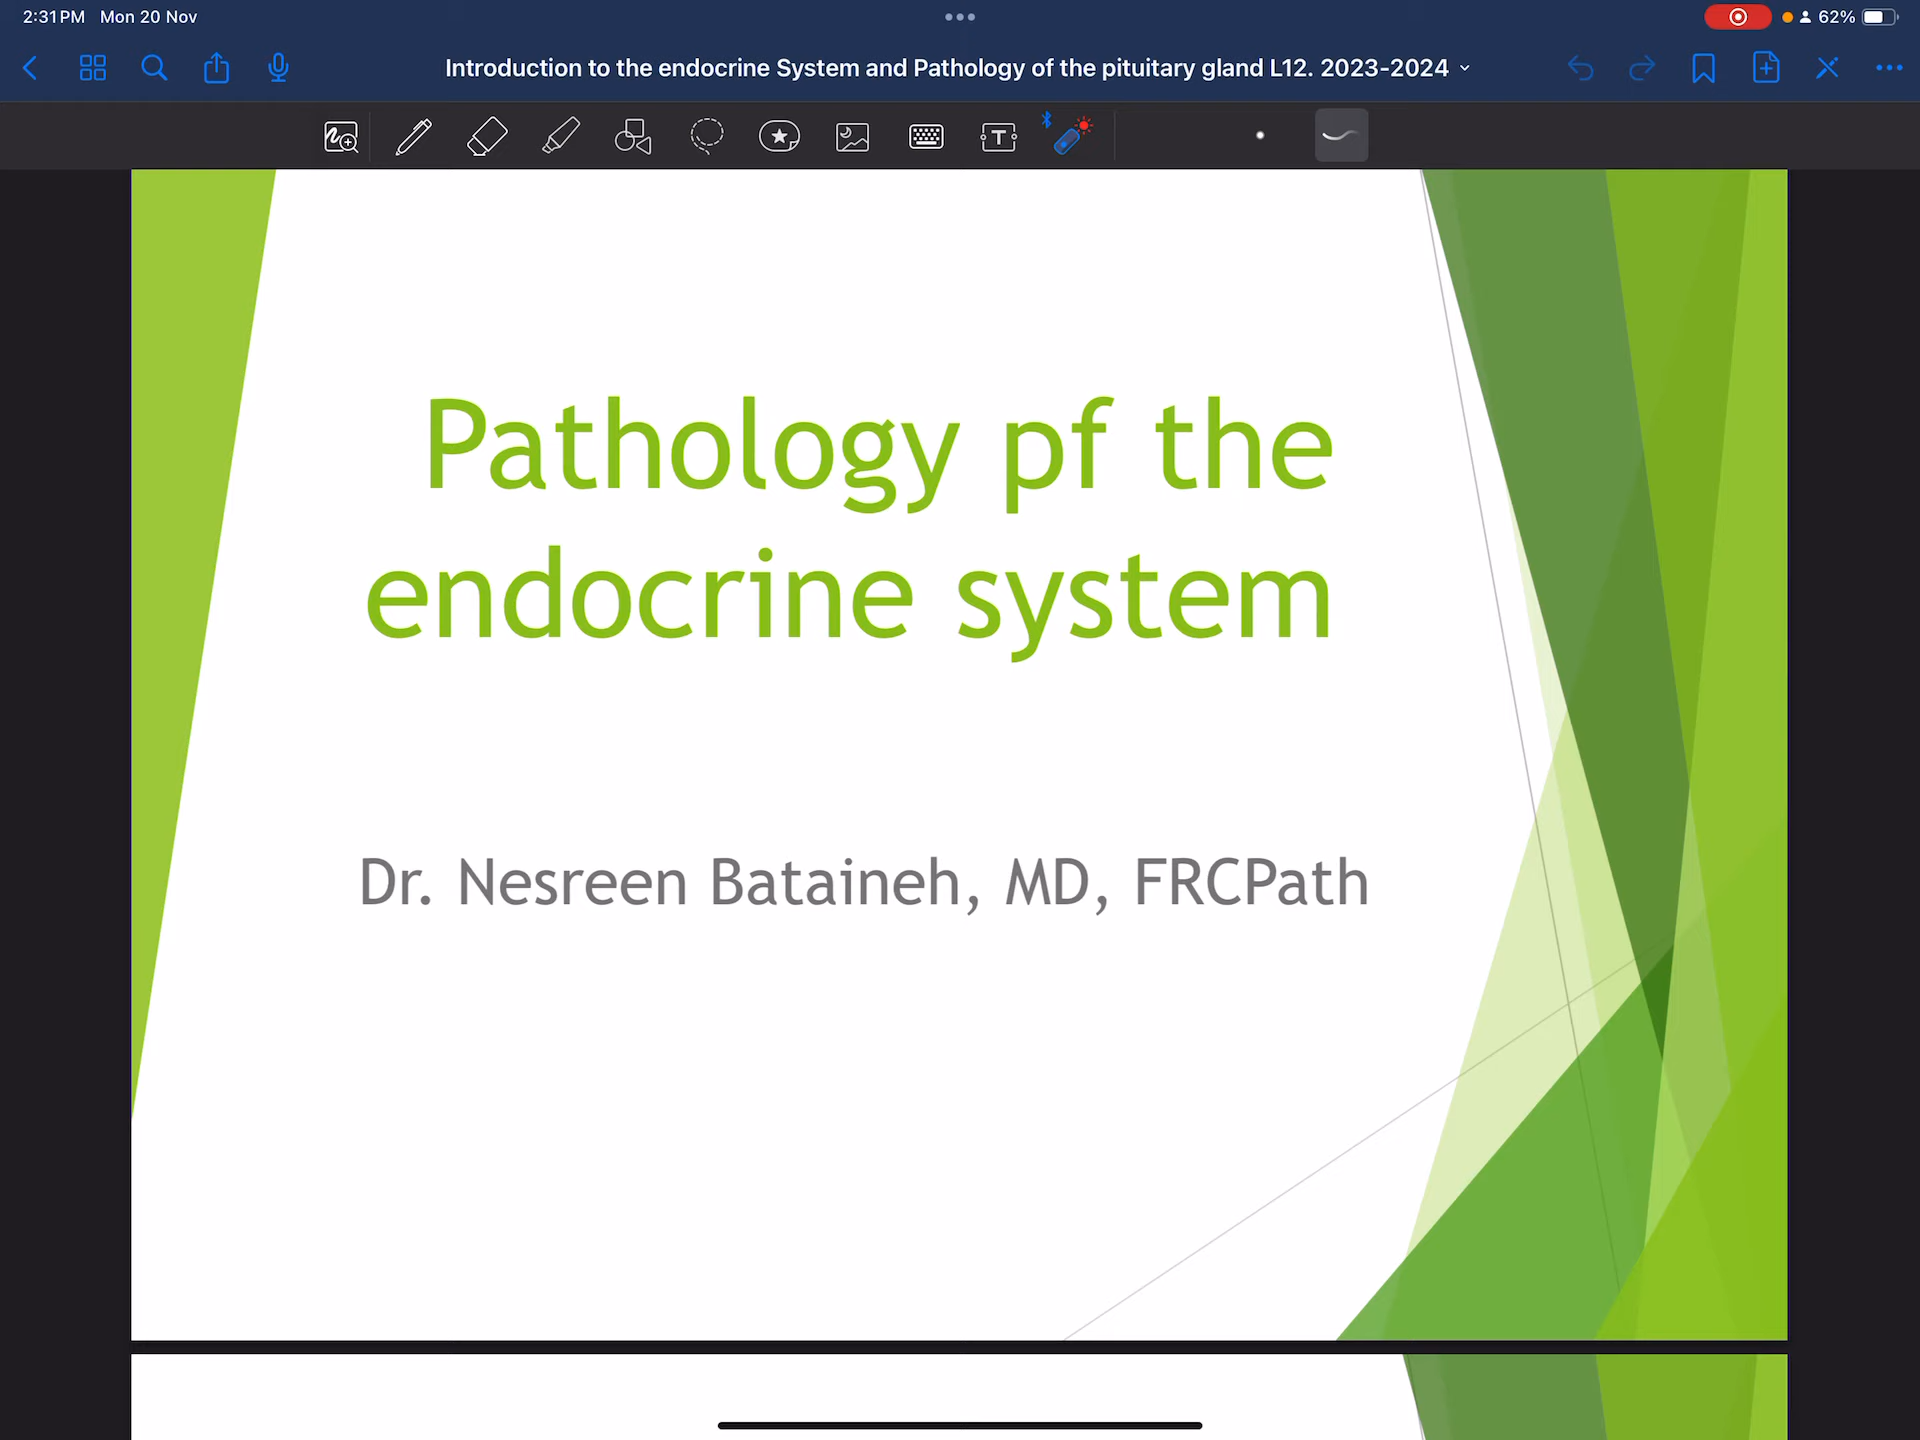 2:31 PM Mon 20 Nov
62%
Introduction to the endocrine System and Pathology of the pituitary gland L12. 2023-2024
T
Pathology pf the
endocrine system
Dr. Nesreen Bataineh, MD, FRCPath